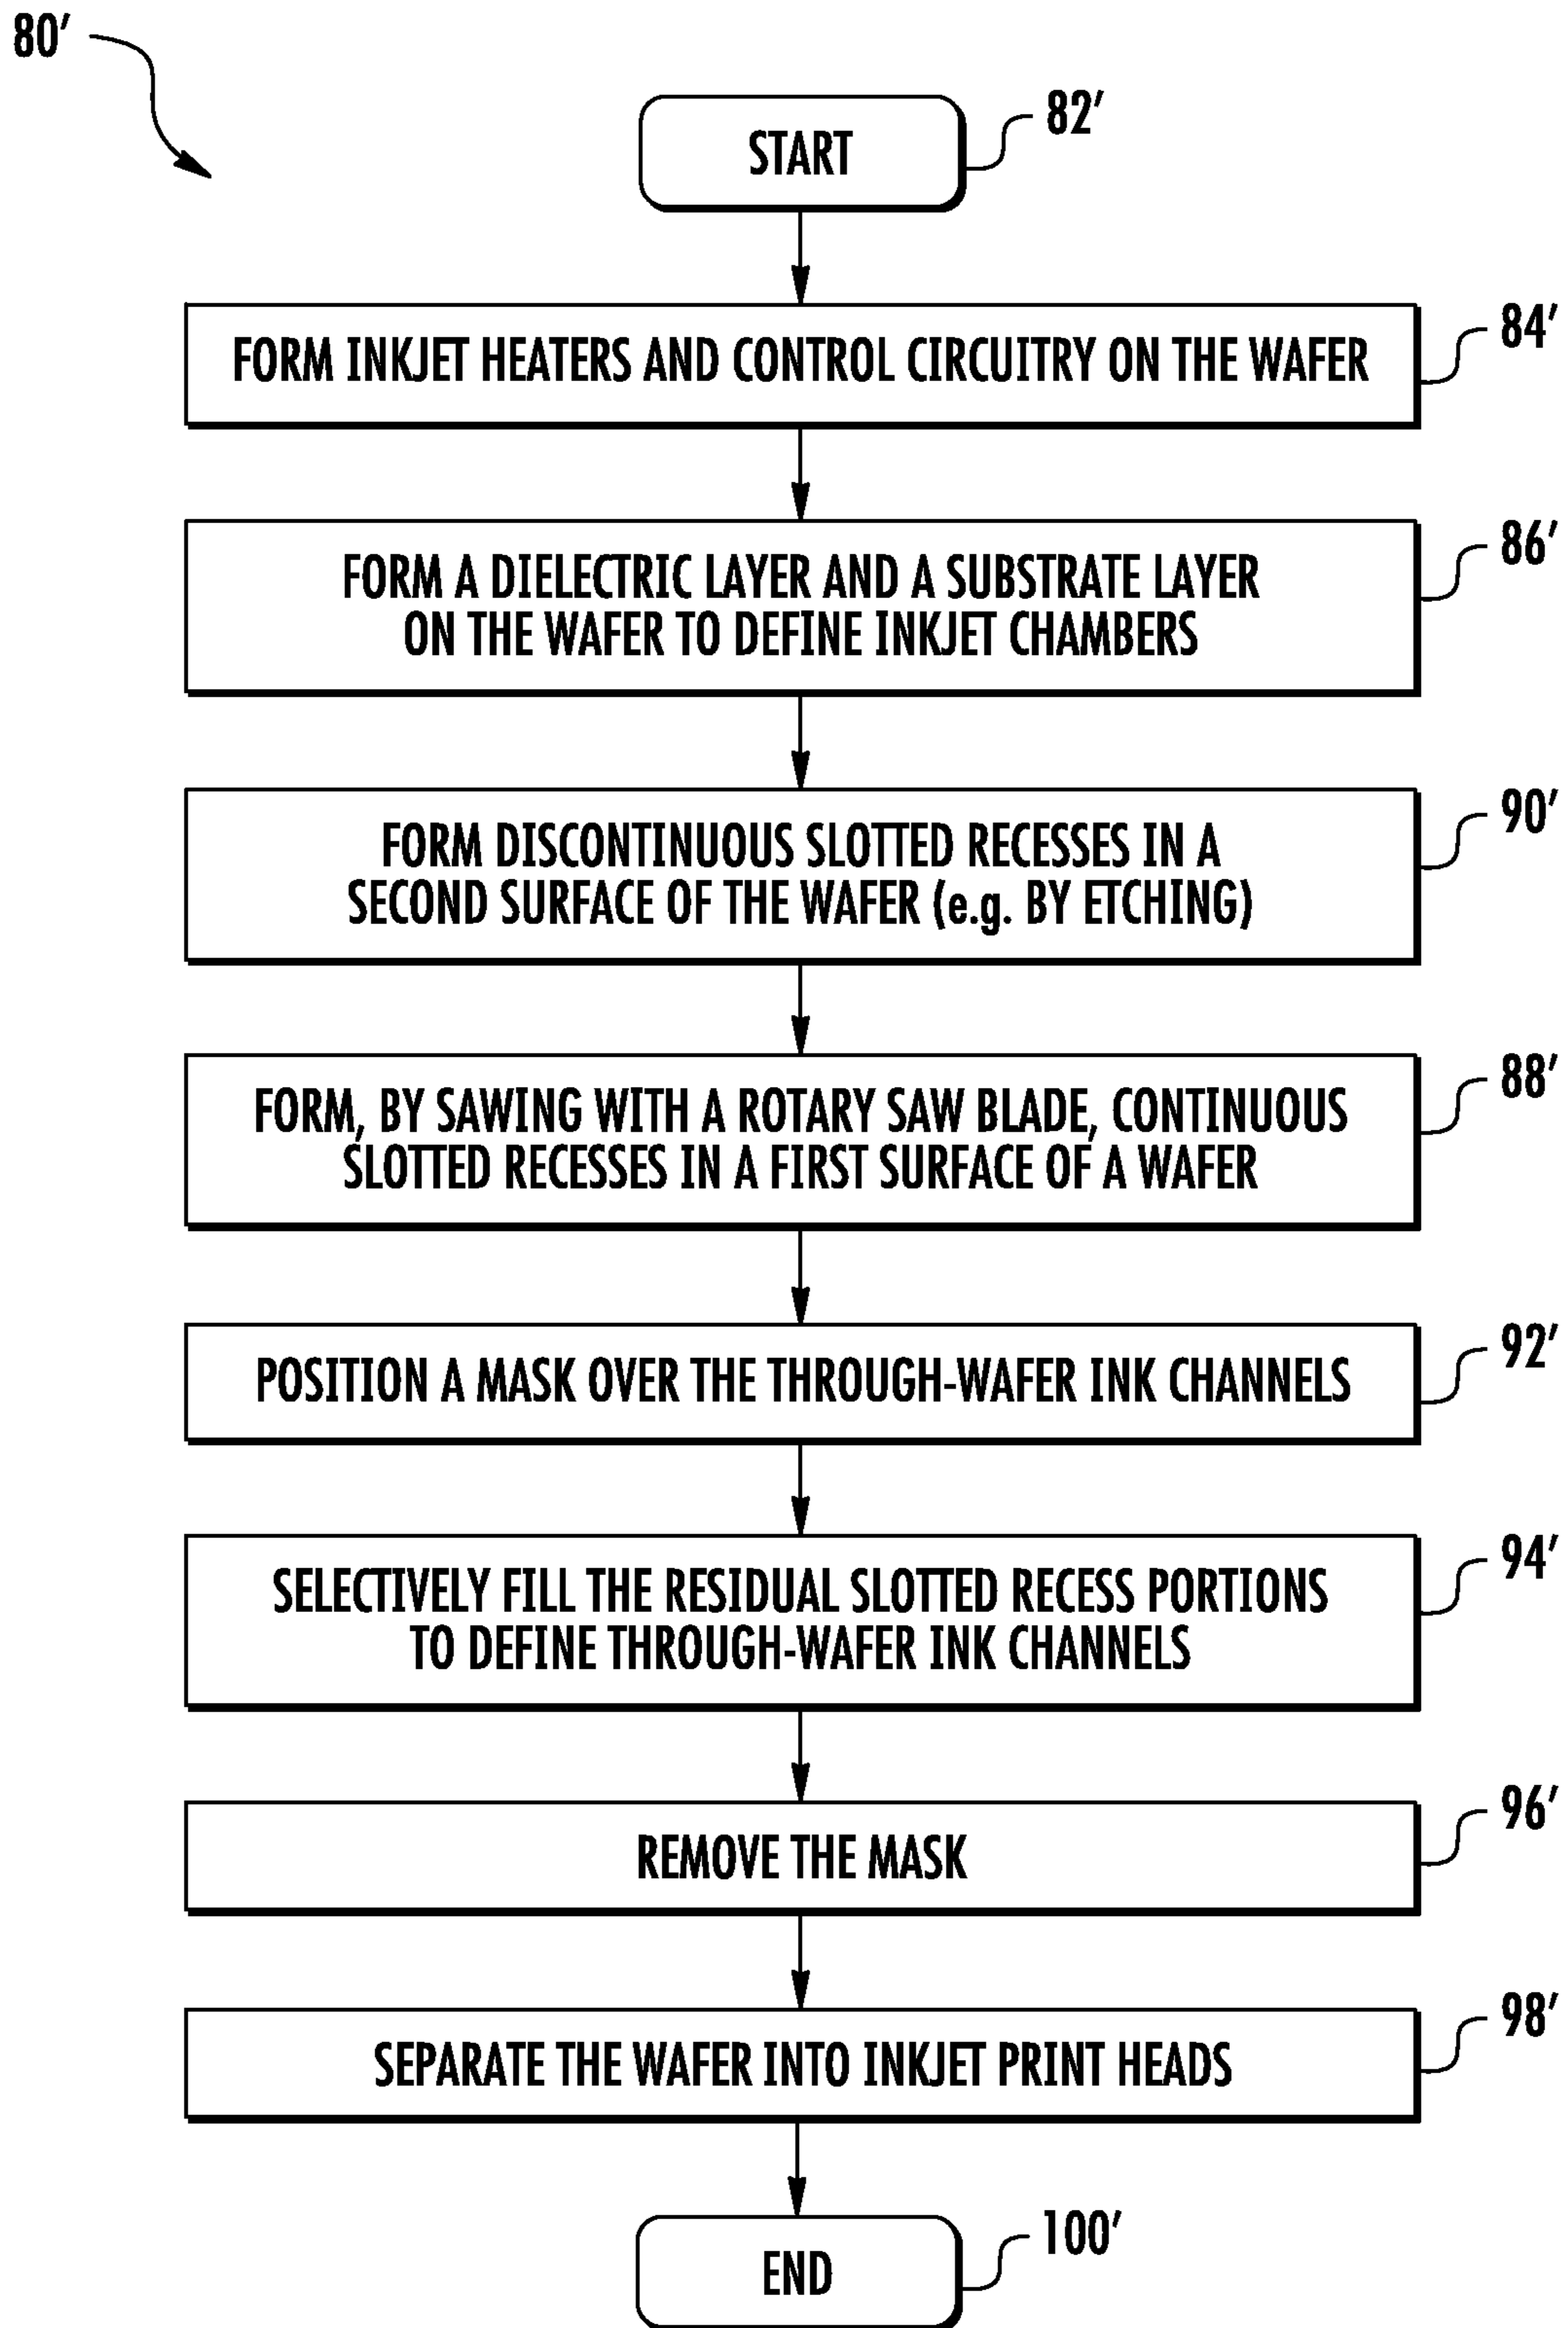 80′
START
82′
FORM INKJET HEATERS AND CONTROL CIRCUITRY ON THE WAFER
84′
FORM A DIELECTRIC LAYER AND A SUBSTRATE LAYER
ON THE WAFER TO DEFINE INKJET CHAMBERS
86′
FORM DISCONTINUOUS SLOTTED RECESSES IN A
SECOND SURFACE OF THE WAFER (e.g. BY ETCHING)
90′
FORM, BY SAWING WITH A ROTARY SAW BLADE, CONTINUOUS
SLOTTED RECESSES IN A FIRST SURFACE OF A WAFER
88′
POSITION A MASK OVER THE THROUGH-WAFER INK CHANNELS
92′
SELECTIVELY FILL THE RESIDUAL SLOTTED RECESS PORTIONS
TO DEFINE THROUGH-WAFER INK CHANNELS
94′
REMOVE THE MASK
96′
SEPARATE THE WAFER INTO INKJET PRINT HEADS
98′
END
100′